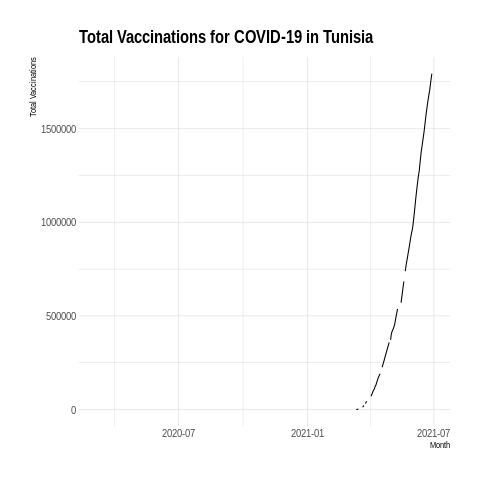 Total Vaccinations for COVID-19 in Tunisia
Total Vaccinations
1500000
1000000
500000
0
2020-07
2021-01
2021-07
Month